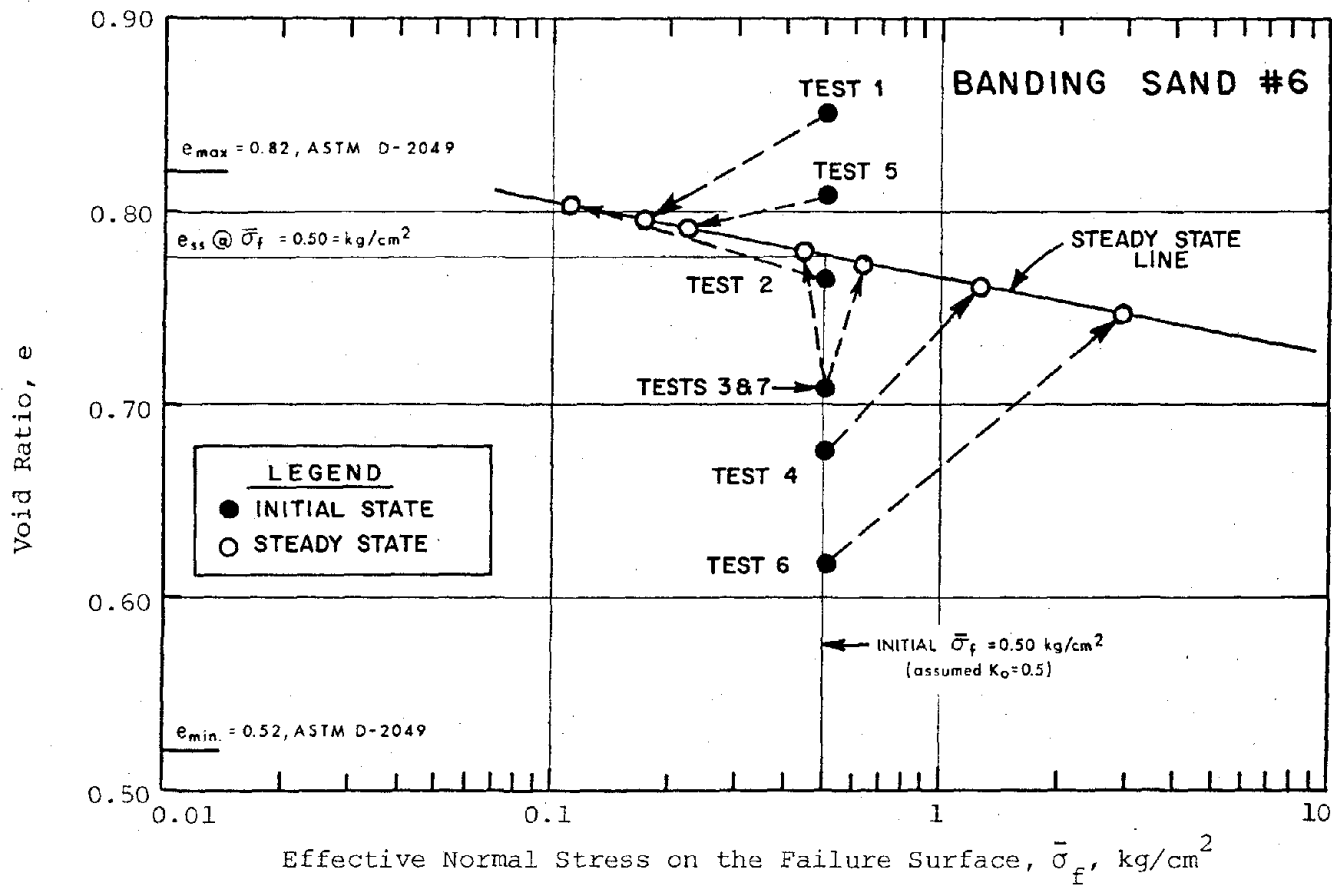 0.90
BANDING SAND #6
TEST 1
e_max = 0.82, ASTM D-2049
TEST 5
0.80
e_ss @ σ̄_f = 0.50 = kg/cm²
STEADY STATE
LINE
TEST 2
TESTS 3 & 7
0.70
LEGEND
INITIAL STATE
STEADY STATE
TEST 4
TEST 6
0.60
INITIAL σ̄_f = 0.50 kg/cm²
(assumed K₀=0.5)
e_min. = 0.52, ASTM D-2049
0.50
0.01
0.1
1
10
Void Ratio, e
Effective Normal Stress on the Failure Surface, σ̄_f, kg/cm²